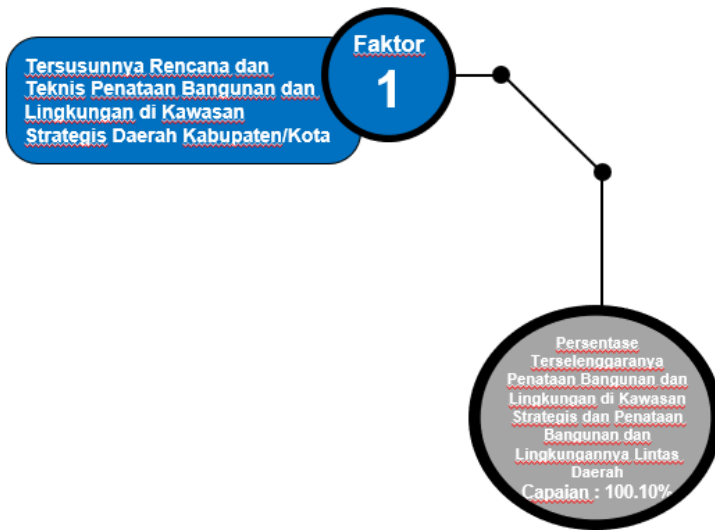 Tersusunnya Rencana dan
Teknis Penataan Bangunan dan
Lingkungan di Kawasan
Strategis Daerah Kabupaten/Kota
Faktor
1
Persentase
Terselenggaranya
Penataan Bangunan dan
Lingkungan di Kawasan
Strategis dan Penataan
Bangunan dan
Lingkungannya Lintas
Daerah
Capaian : 100.10%